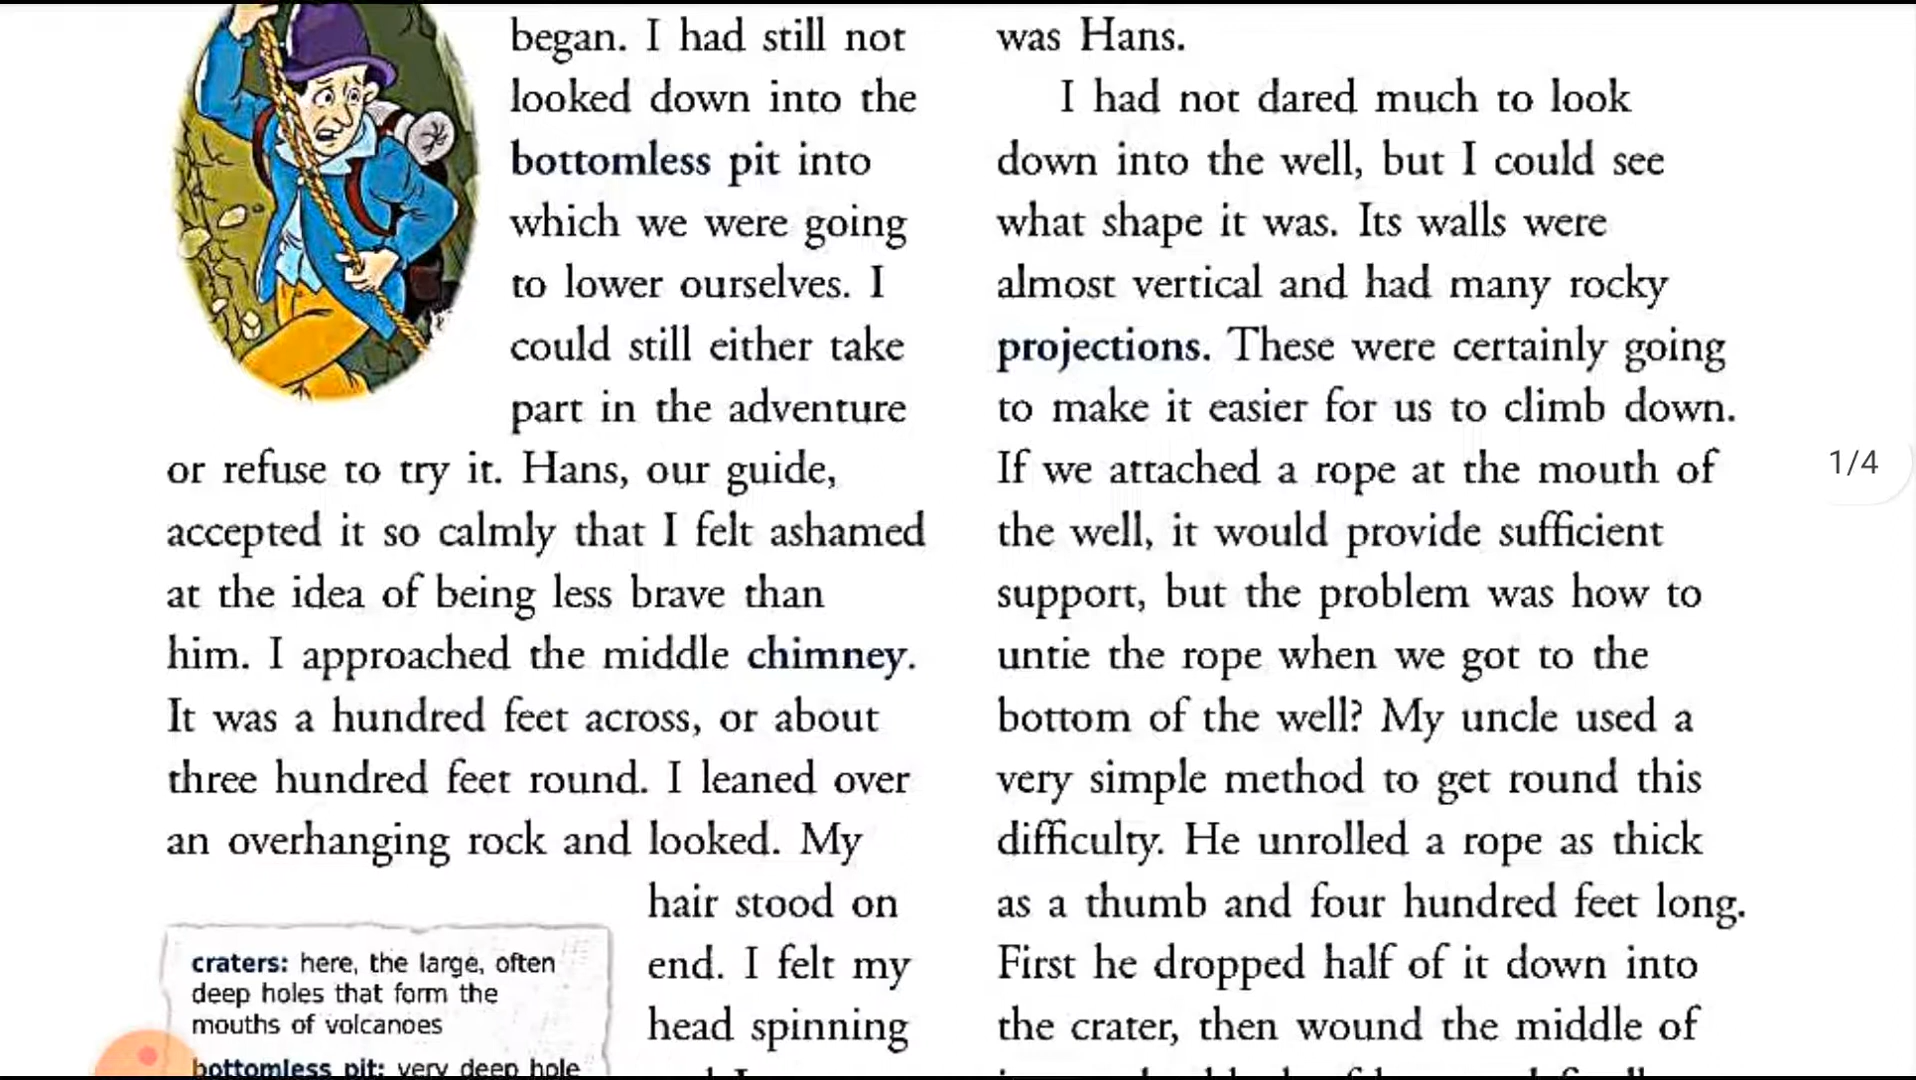 began. I had still not
looked down into the
bottomless pit into
which we were going
to lower ourselves. I
could still either take
part in the adventure
or refuse to try it. Hans, our guide,
accepted it so calmly that I felt ashamed
at the idea of being less brave than
him. I approached the middle chimney.
It was a hundred feet across, or about
three hundred feet round. I leaned over
an overhanging rock and looked. My
hair stood on
end. I felt my
head spinning
craters: here, the large, often
deep holes that form the
mouths of volcanoes
bottomless pit: very deep hole
was Hans.
I had not dared much to look
down into the well, but I could see
what shape it was. Its walls were
almost vertical and had many rocky
projections. These were certainly going
to make it easier for us to climb down.
If we attached a rope at the mouth of
the well, it would provide sufficient
support, but the problem was how to
untie the rope when we got to the
bottom of the well? My uncle used a
very simple method to get round this
difficulty. He unrolled a rope as thick
as a thumb and four hundred feet long.
First he dropped half of it down into
the crater, then wound the middle of
1/4